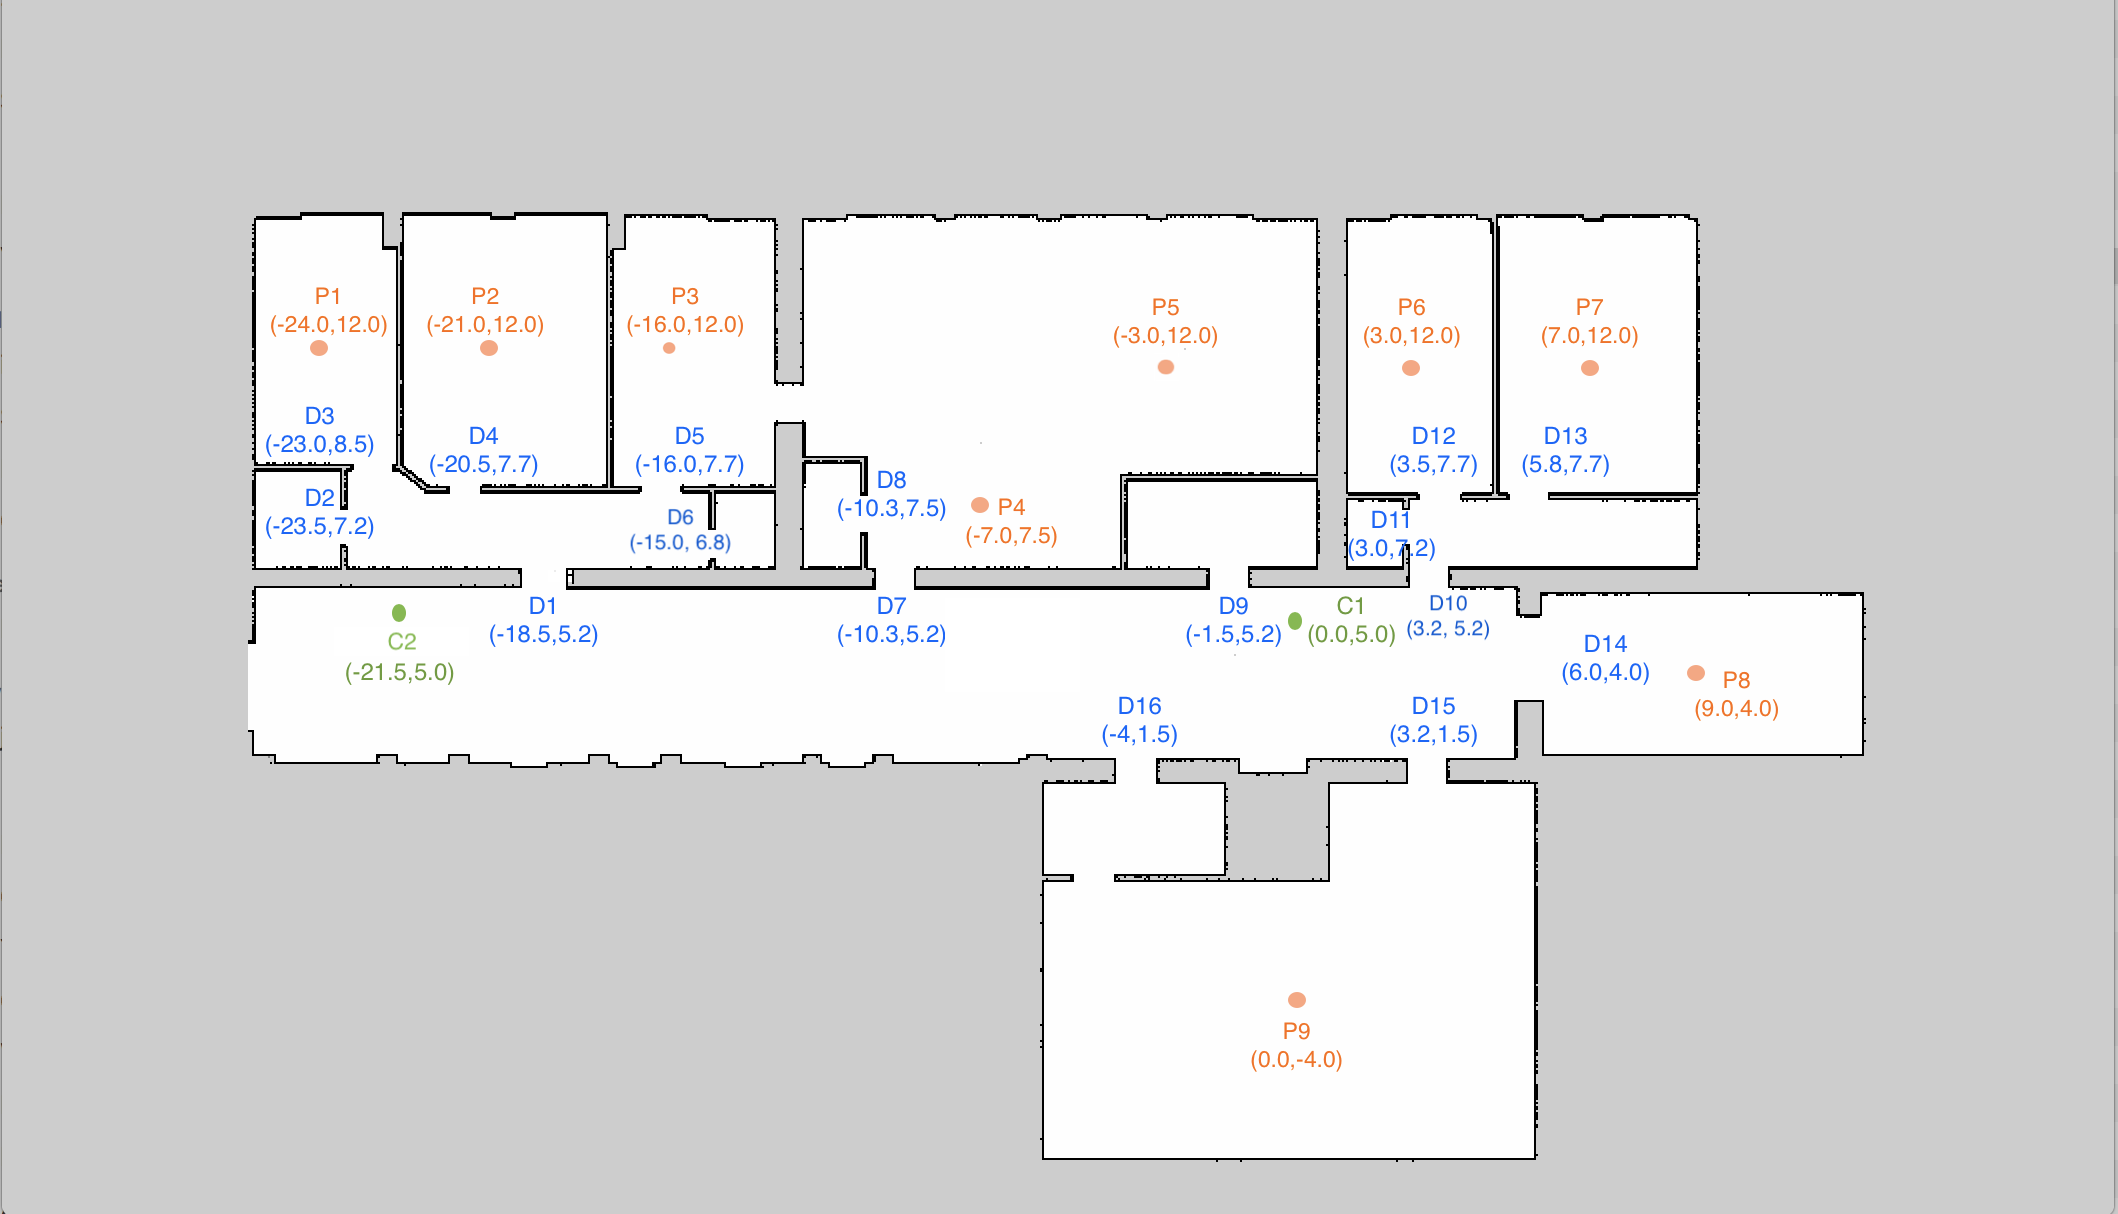 P1
(-24.0,12.0)
P2
(-21.0,12.0)
P3
(-16.0,12.0)
P5
(-3.0,12.0)
P6
(3.0,12.0)
P7
(7.0,12.0)
D3
(-23.0,8.5)
D4
(-20.5,7.7)
D5
(-16.0,7.7)
D12
(3.5,7.7)
D13
(5.8,7.7)
D2
(-23.5,7.2)
D6
(-15.0, 6.8)
D8
(-10.3,7.5)
P4
(-7.0,7.5)
D11
(3.0,7.2)
D1
(-18.5,5.2)
D7
(-10.3,5.2)
D9
(-1.5,5.2)
C1
(0.0,5.0)
D10
(3.2, 5.2)
C2
(-21.5,5.0)
D14
(6.0,4.0)
P8
(9.0,4.0)
D16
(-4,1.5)
D15
(3.2,1.5)
P9
(0.0,-4.0)